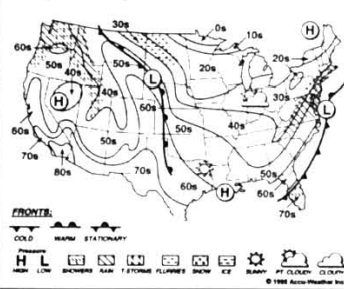 30s 0s 10s H
60s 50s 20s 20s
40s 50s L 30s
H 40s 60s 50s 40s L
60s 50s 50s
70s 50s 70s 60s H 60s
80s 70s
FRONTS:
COLD WARM STATIONARY
Pressure
H L
HIGH LOW SHOWERS RAIN T-STORMS FLURRIES SNOW ICE SUNNY PT. CLOUDY CLOUDY
© 1996 Accu-Weather, Inc